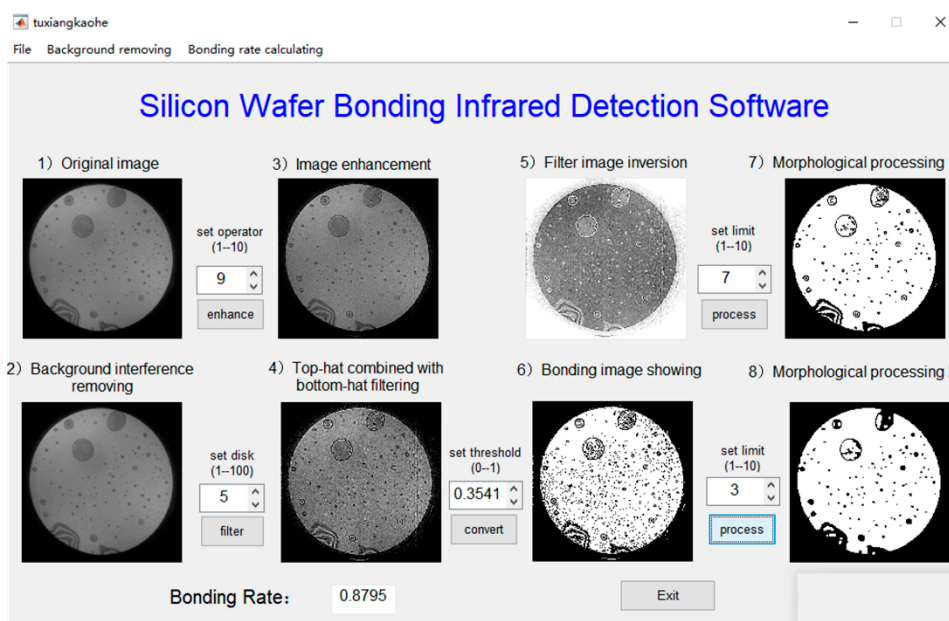 tuxiangkaohe
File Background removing Bonding rate calculating
Silicon Wafer Bonding Infrared Detection Software
1）Original image
3）Image enhancement
5）Filter image inversion
7）Morphological processing
set operator
(1--10)
9
enhance
set limit
(1--10)
7
process
2）Background interference
removing
4）Top-hat combined with
bottom-hat filtering
6）Bonding image showing
8）Morphological processing
set disk
(1--100)
5
filter
set threshold
(0--1)
0.3541
convert
set limit
(1--10)
3
process
Bonding Rate：
0.8795
Exit